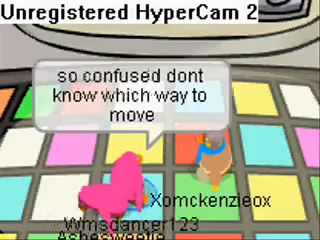 Unregistered HyperCam 2
so confused dont
know which way to
move
Xomckenzieox
Wmsdancer123